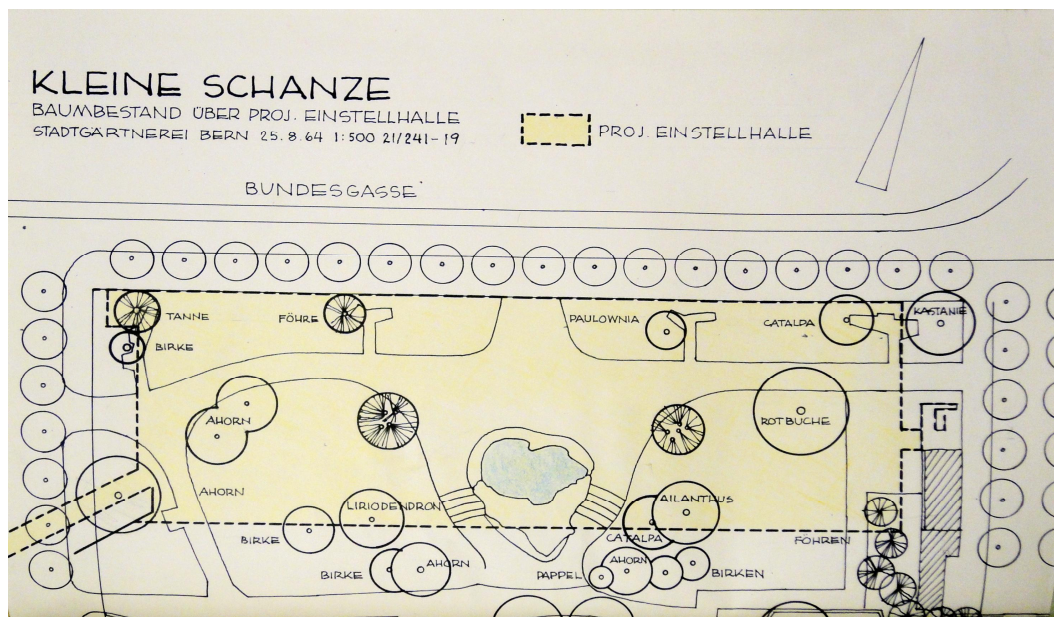 KLEINE SCHANZE
BAUMBESTAND ÜBER PROJ. EINSTELLHALLE
STADTGÄRTNEREI BERN 25.8.64 1:500 21/241-19
PROJ. EINSTELLHALLE
BUNDESGASSE
TANNE
FÖHRE
PAULOWNIA
CATALPA
KASTANIE
BIRKE
AHORN
ROTBUCHE
AHORN
LIRIODENDRON
AILANTHUS
BIRKE
CATALPA
FÖHREN
BIRKE
AHORN
PAPPEL
AHORN
BIRKEN